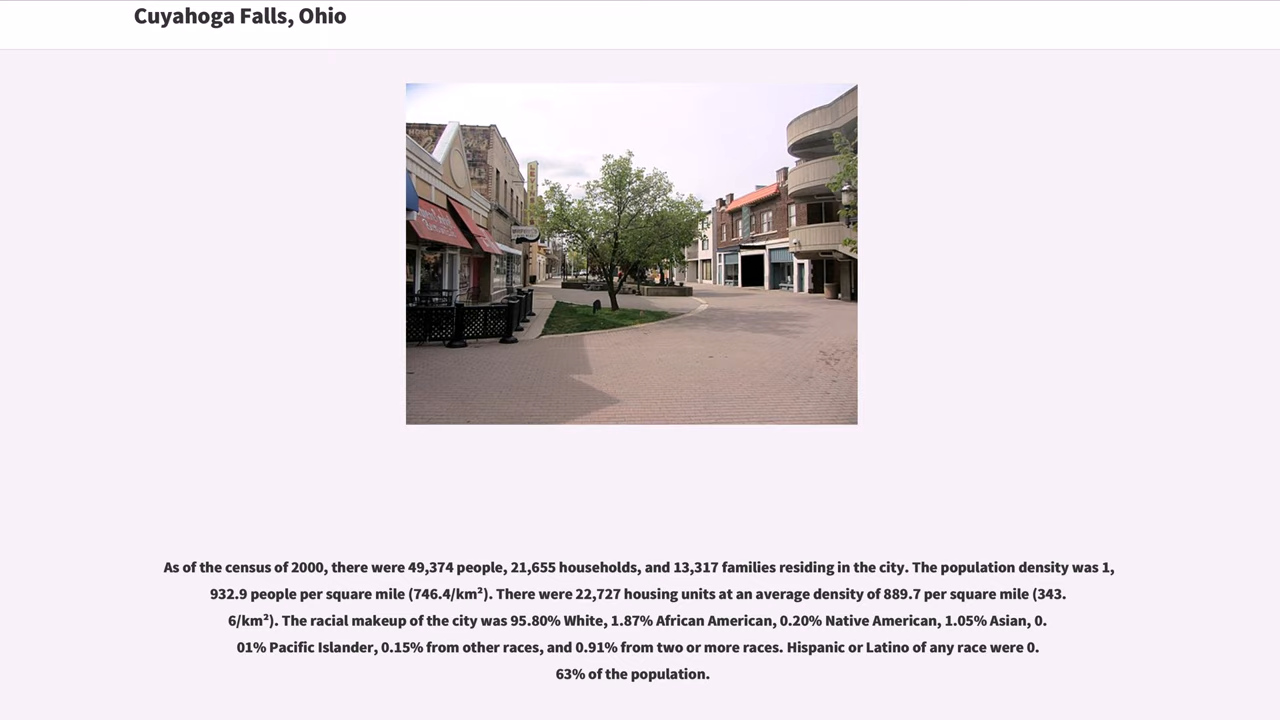 Cuyahoga Falls, Ohio
HOME
As of the census of 2000, there were 49,374 people, 21,655 households, and 13,317 families residing in the city. The population density was 1,
932.9 people per square mile (746.4/km²). There were 22,727 housing units at an average density of 889.7 per square mile (343.
6/km²). The racial makeup of the city was 95.80% White, 1.87% African American, 0.20% Native American, 1.05% Asian, 0.
01% Pacific Islander, 0.15% from other races, and 0.91% from two or more races. Hispanic or Latino of any race were 0.
63% of the population.